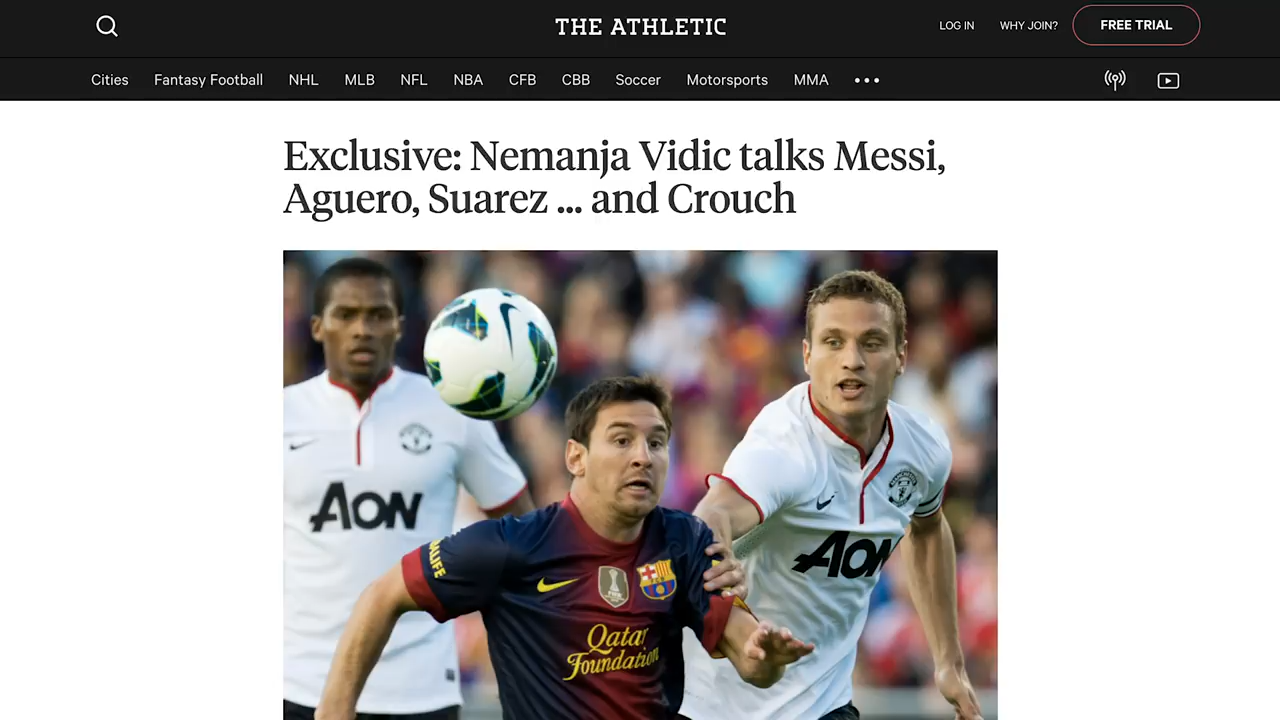 THE ATHLETIC
LOG IN
WHY JOIN?
FREE TRIAL
Cities
Fantasy Football
NHL
MLB
NFL
NBA
CFB
CBB
Soccer
Motorsports
MMA
Exclusive: Nemanja Vidic talks Messi,
Aguero, Suarez ... and Crouch
AON
ALIFE
Qatar
Foundation
AON